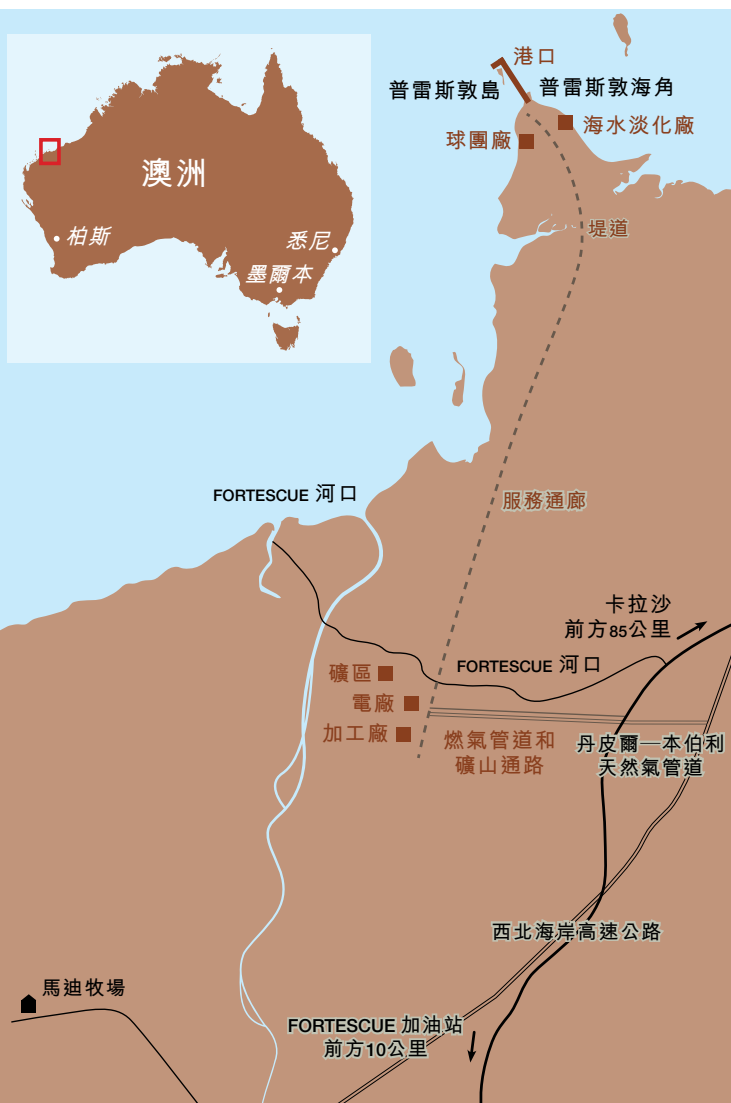 港口
普雷斯敦島
普雷斯敦海角
海水淡化廠
球團廠
澳洲
堤道
柏斯
悉尼
墨爾本
FORTESCUE 河口
服務通廊
卡拉沙
前方85公里
FORTESCUE 河口
礦區
電廠
加工廠
燃氣管道和
礦山通路
丹皮爾—本伯利
天然氣管道
西北海岸高速公路
馬迪牧場
FORTESCUE 加油站
前方10公里